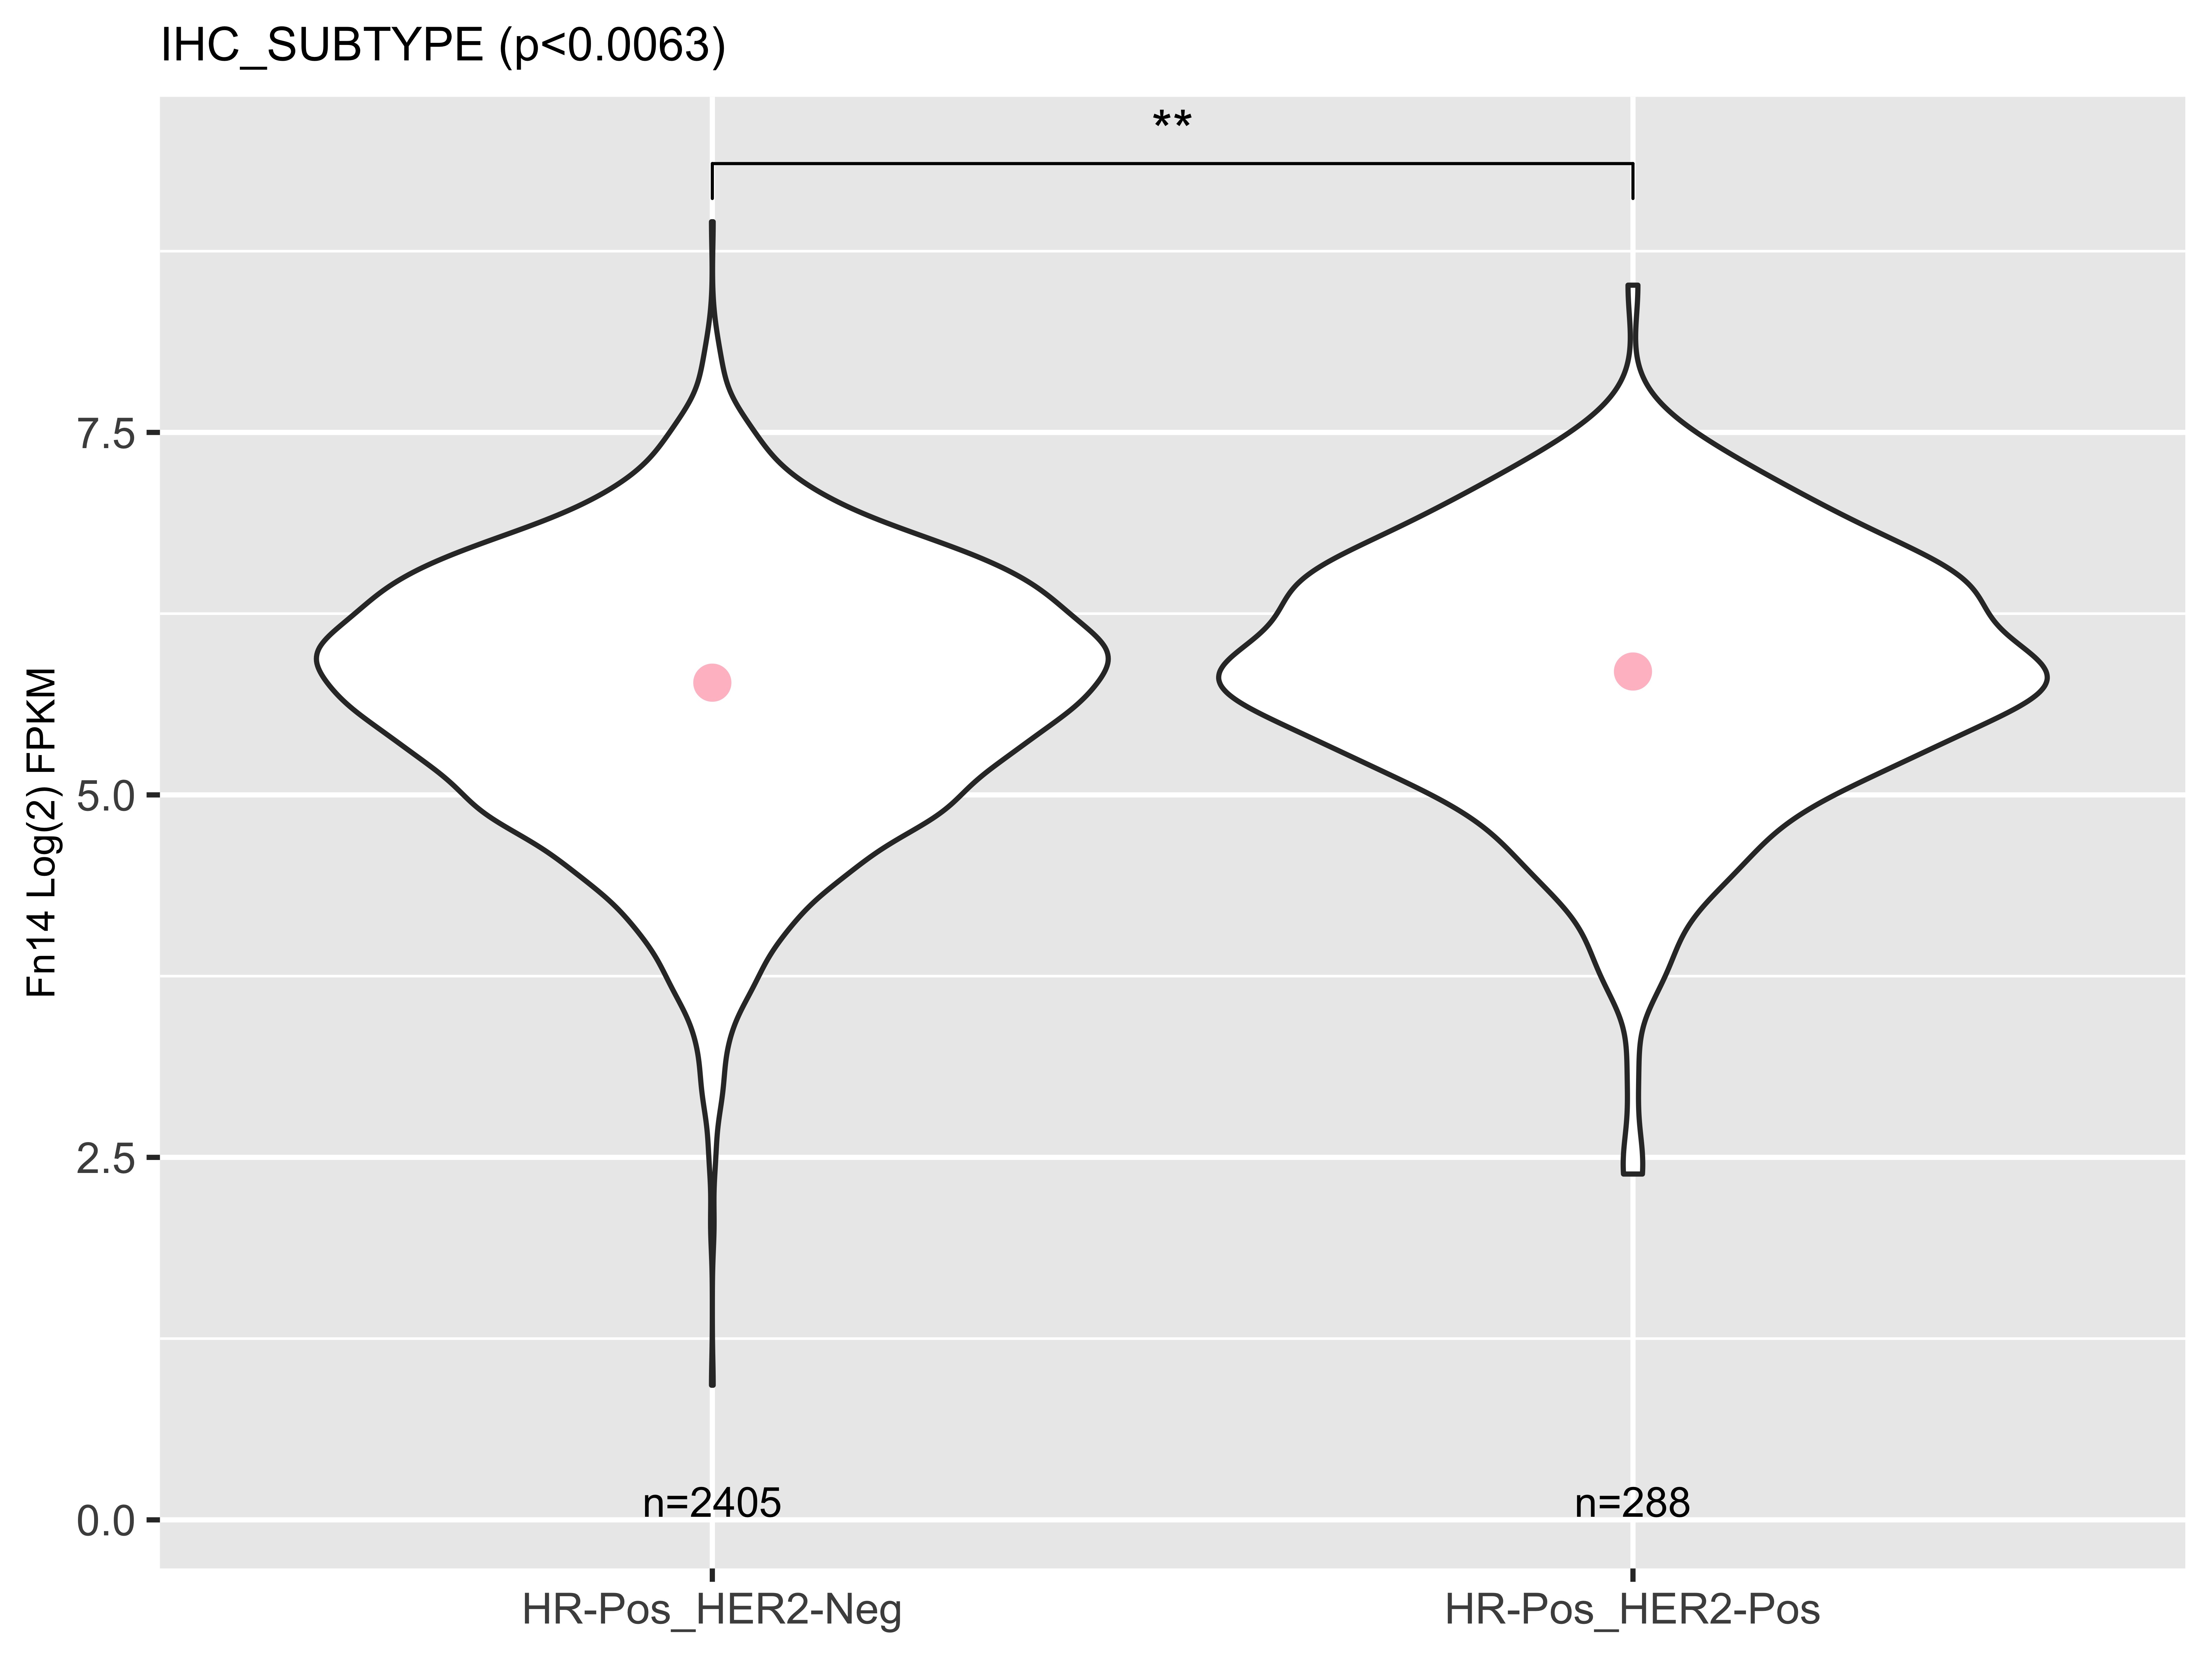 IHC_SUBTYPE (p<0.0063)
**
Fn14 Log(2) FPKM
7.5
5.0
2.5
0.0
n=2405
n=288
HR-Pos_HER2-Neg
HR-Pos_HER2-Pos